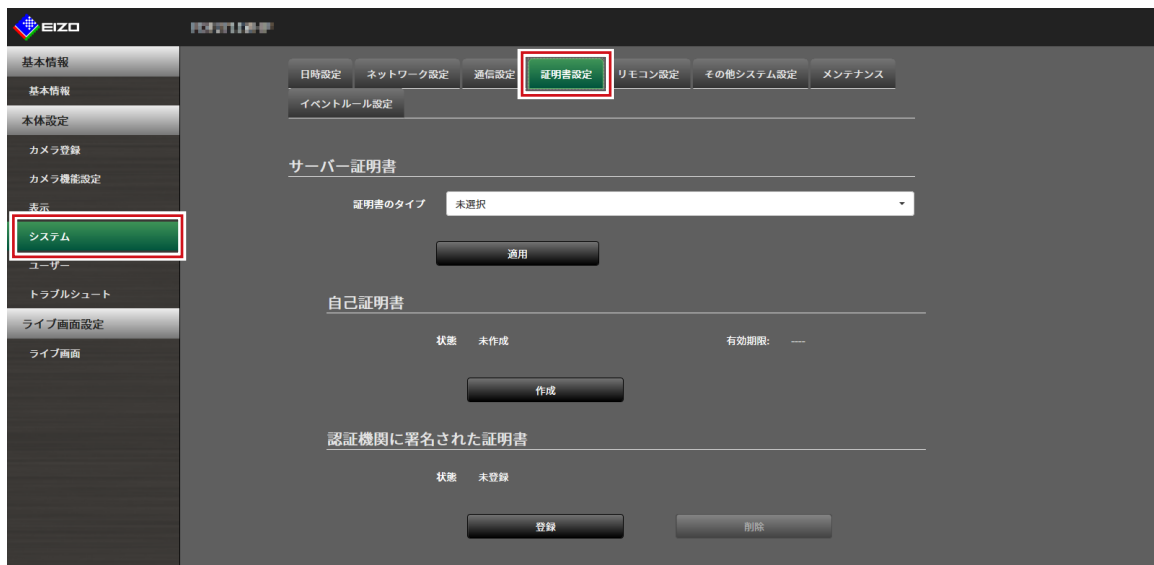 EIZO
基本情報
基本情報
本体設定
カメラ登録
カメラ機能設定
表示
システム
ユーザー
トラブルシュート
ライブ画面設定
ライブ画面
日時設定 ネットワーク設定 通信設定 証明書設定 リモコン設定 その他システム設定 メンテナンス
イベントルール設定
サーバー証明書
証明書のタイプ 未選択
適用
自己証明書
状態 未作成 有効期限: ----
作成
認証機関に署名された証明書
状態 未登録
登録 削除